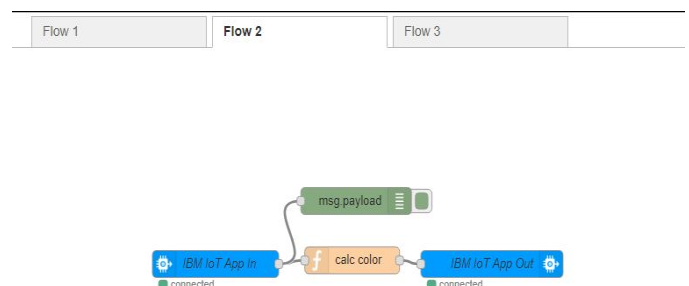 Flow 1
Flow 2
Flow 3
msg.payload
IBM IoT App In
f
calc color
IBM IoT App Out
connected
connected